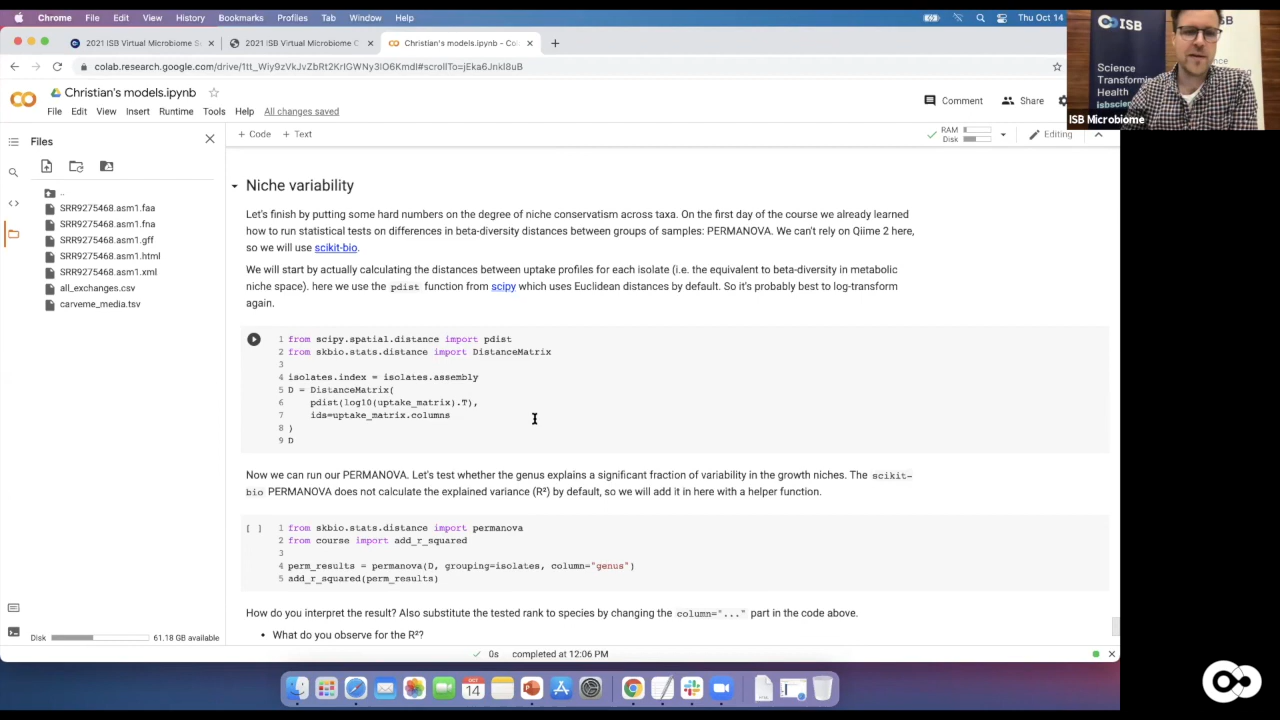 Chrome File Edit View History Bookmarks Profiles Tab Window Help Thu Oct 14
2021 ISB Virtual Microbiome S
2021 ISB Virtual Microbiome C
Christian's models.ipynb - Co
colab.research.google.com/drive/1tt_Wiy9zVkJvZbRt2KrIGWNy3IO6KmdI#scrollTo=jEka6JnkI8uB
ISB
Science
Transforming
Health
ISB Microbiome
Christian's models.ipynb
File Edit View Insert Runtime Tools Help All changes saved
Comment Share
+ Code + Text
RAM
Disk
Editing
Files
..
SRR9275468.asm1.faa
SRR9275468.asm1.fna
SRR9275468.asm1.gff
SRR9275468.asm1.html
SRR9275468.asm1.xml
all_exchanges.csv
carveme_media.tsv
Disk 61.18 GB available
Niche variability
Let's finish by putting some hard numbers on the degree of niche conservatism across taxa. On the first day of the course we already learned
how to run statistical tests on differences in beta-diversity distances between groups of samples: PERMANOVA. We can't rely on Qiime 2 here,
so we will use scikit-bio.
We will start by actually calculating the distances between uptake profiles for each isolate (i.e. the equivalent to beta-diversity in metabolic
niche space). here we use the pdist function from scipy which uses Euclidean distances by default. So it's probably best to log-transform
again.
1 from scipy.spatial.distance import pdist
2 from skbio.stats.distance import DistanceMatrix
3
4 isolates.index = isolates.assembly
5 D = DistanceMatrix(
6 pdist(log10(uptake_matrix).T),
7 ids=uptake_matrix.columns
8 )
9 D
Now we can run our PERMANOVA. Let's test whether the genus explains a significant fraction of variability in the growth niches. The scikit-
bio PERMANOVA does not calculate the explained variance (R²) by default, so we will add it in here with a helper function.
[ ] 1 from skbio.stats.distance import permanova
2 from course import add_r_squared
3
4 perm_results = permanova(D, grouping=isolates, column="genus")
5 add_r_squared(perm_results)
How do you interpret the result? Also substitute the tested rank to species by changing the column="..." part in the code above.
• What do you observe for the R²?
0s completed at 12:06 PM
OCT
14